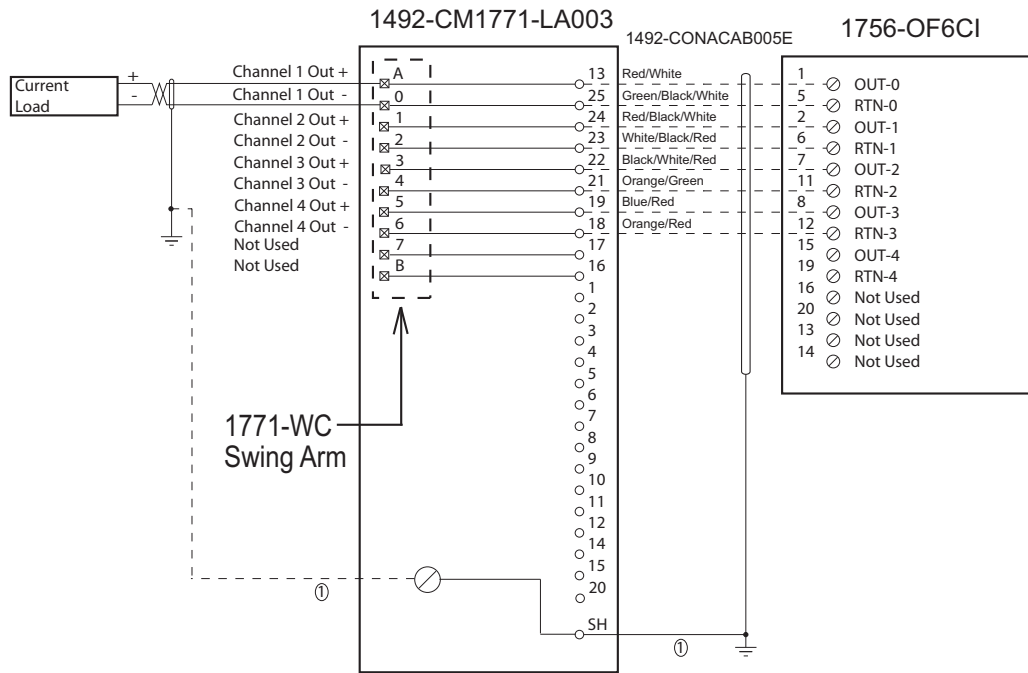 1492-CM1771-LA003
1492-CONACAB005E
1756-OF6CI
Current
Load
+
-
Channel 1 Out +
Channel 1 Out -
Channel 2 Out +
Channel 2 Out -
Channel 3 Out +
Channel 3 Out -
Channel 4 Out +
Channel 4 Out -
Not Used
Not Used
A
0
1
2
3
4
5
6
7
B
1771-WC
Swing Arm
13
25
24
23
22
21
19
18
17
16
1
2
3
4
5
6
7
8
9
10
11
12
14
15
20
SH
Red/White
Green/Black/White
Red/Black/White
White/Black/Red
Black/White/Red
Orange/Green
Blue/Red
Orange/Red
1 OUT-0
5 RTN-0
2 OUT-1
6 RTN-1
7 OUT-2
11 RTN-2
8 OUT-3
12 RTN-3
15 OUT-4
19 RTN-4
16 Not Used
20 Not Used
13 Not Used
14 Not Used
①
①